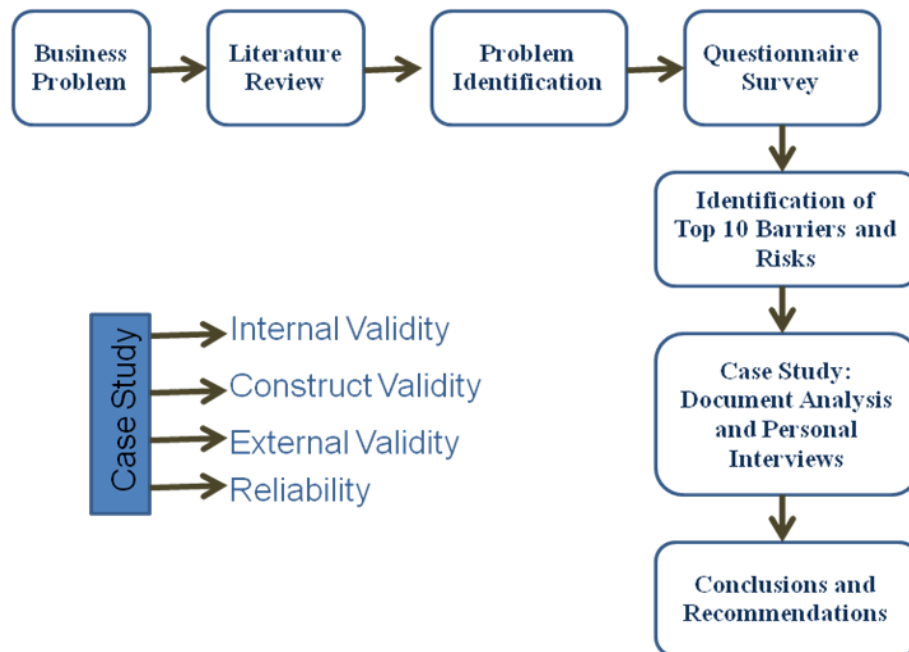 Business
Problem
Literature
Review
Problem
Identification
Questionnaire
Survey
Identification of
Top 10 Barriers and
Risks
Case Study:
Document Analysis
and Personal
Interviews
Conclusions and
Recommendations
Case Study
Internal Validity
Construct Validity
External Validity
Reliability